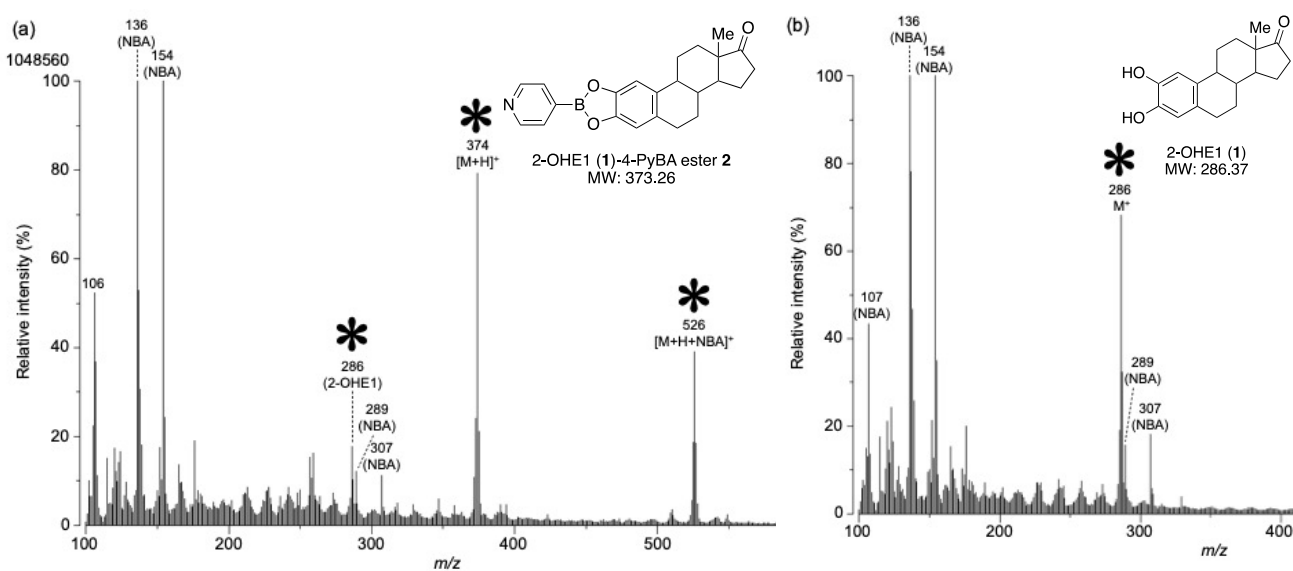 (a)
1048560
136
(NBA)
154
(NBA)
100
80
60
40
20
0
Relative intensity (%)
106
286
(2-OHE1)
289
(NBA)
307
(NBA)
374
[M+H]+
526
[M+H+NBA]+
N
B
O
O
Me
O
2-OHE1 (1)-4-PyBA ester 2
MW: 373.26
100
200
300
400
500
m/z
(b)
136
(NBA)
154
(NBA)
100
80
60
40
20
0
Relative intensity (%)
107
(NBA)
286
M+
289
(NBA)
307
(NBA)
HO
HO
Me
O
2-OHE1 (1)
MW: 286.37
100
200
300
400
m/z